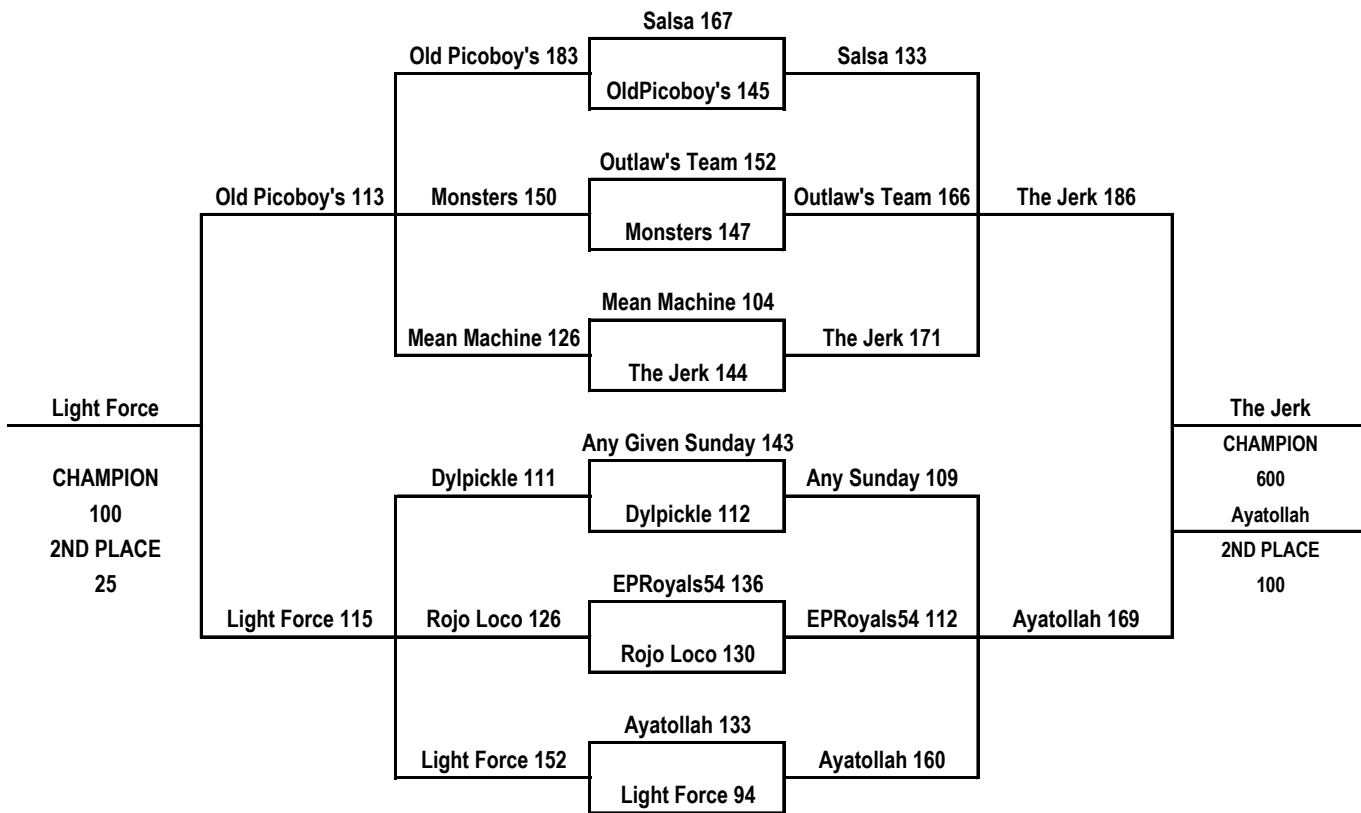 Salsa 167
Old Picoboy's 183
Salsa 133
OldPicoboy's 145
Outlaw's Team 152
Old Picoboy's 113
Monsters 150
Outlaw's Team 166
The Jerk 186
Monsters 147
Mean Machine 104
Mean Machine 126
The Jerk 171
The Jerk 144
Light Force
The Jerk
Any Given Sunday 143
CHAMPION
Dylpickle 111
Any Sunday 109
CHAMPION
600
100
Dylpickle 112
Ayatollah
2ND PLACE
2ND PLACE
25
EPRoyals54 136
100
Light Force 115
Rojo Loco 126
EPRoyals54 112
Ayatollah 169
Rojo Loco 130
Ayatollah 133
Light Force 152
Ayatollah 160
Light Force 94